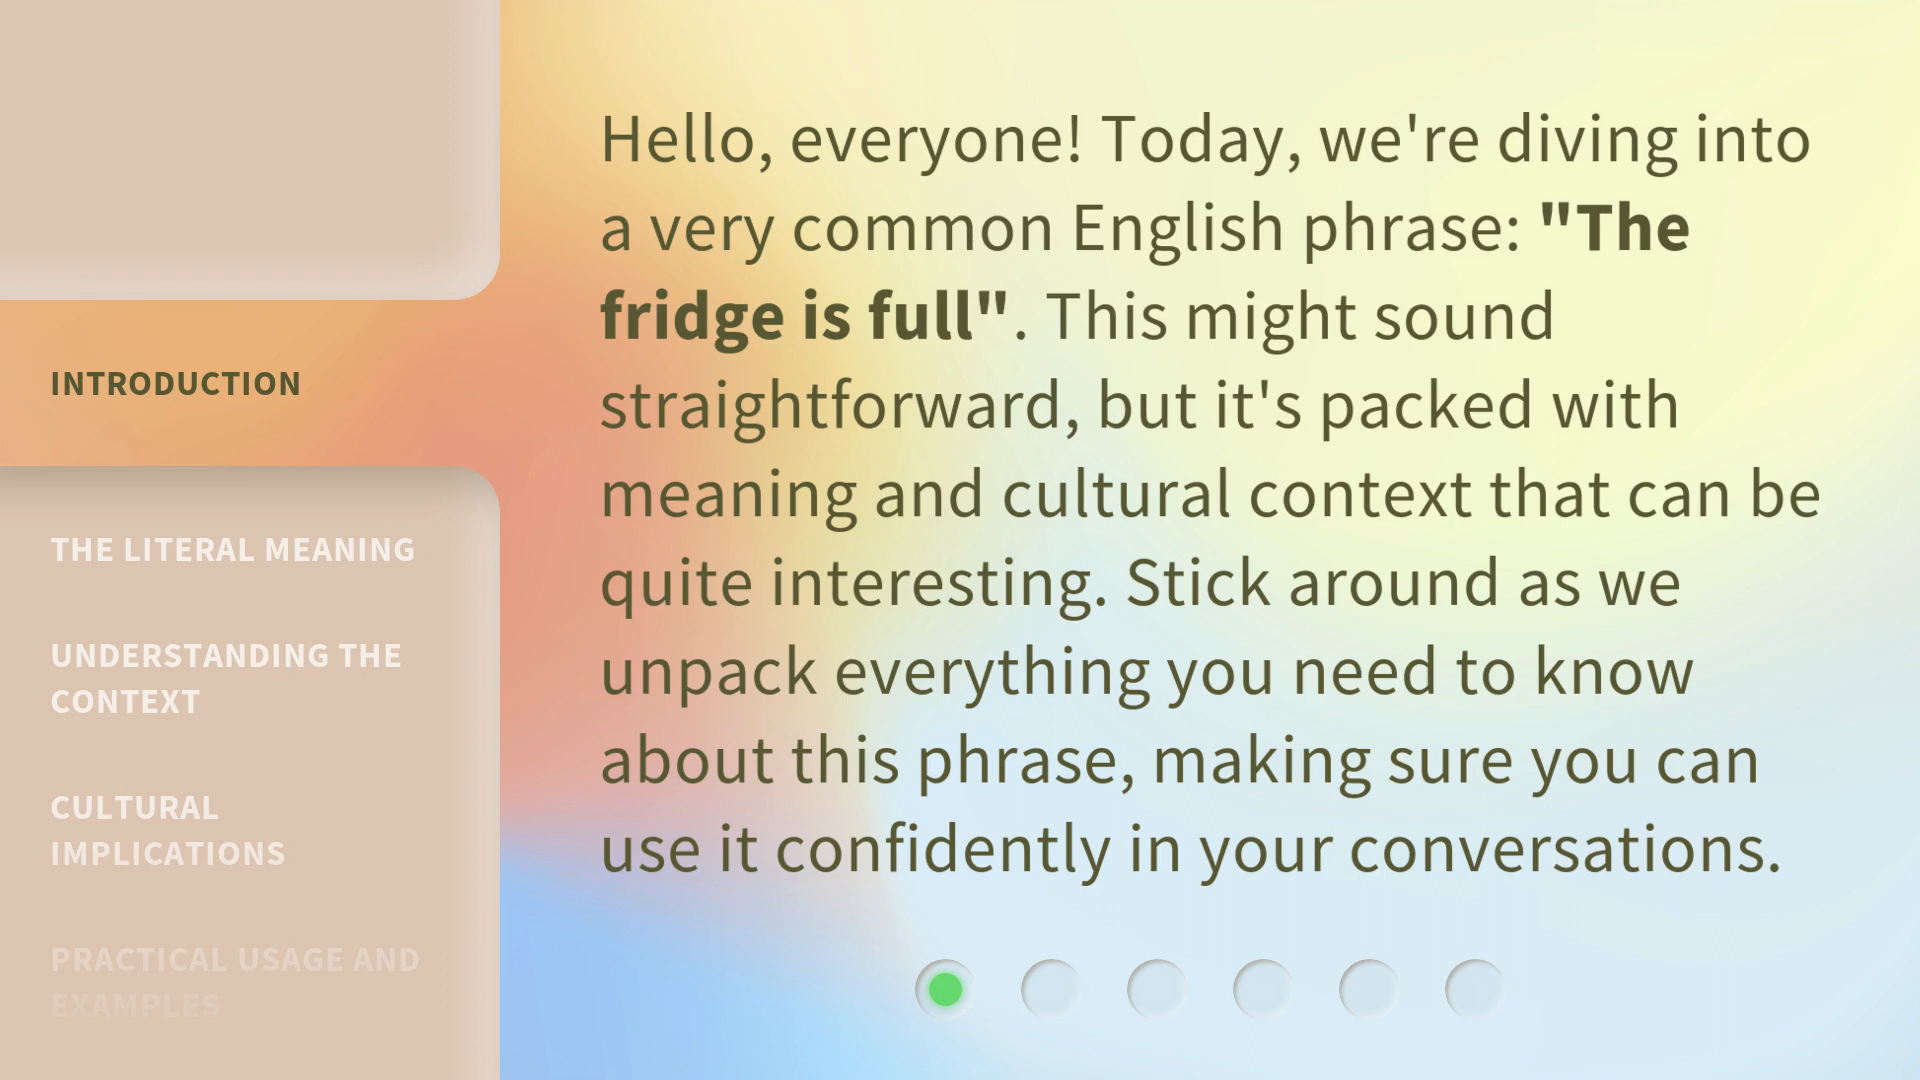 INTRODUCTION
THE LITERAL MEANING
UNDERSTANDING THE
CONTEXT
CULTURAL
IMPLICATIONS
PRACTICAL USAGE AND
EXAMPLES
Hello, everyone! Today, we're diving into
a very common English phrase: "The
fridge is full". This might sound
straightforward, but it's packed with
meaning and cultural context that can be
quite interesting. Stick around as we
unpack everything you need to know
about this phrase, making sure you can
use it confidently in your conversations.